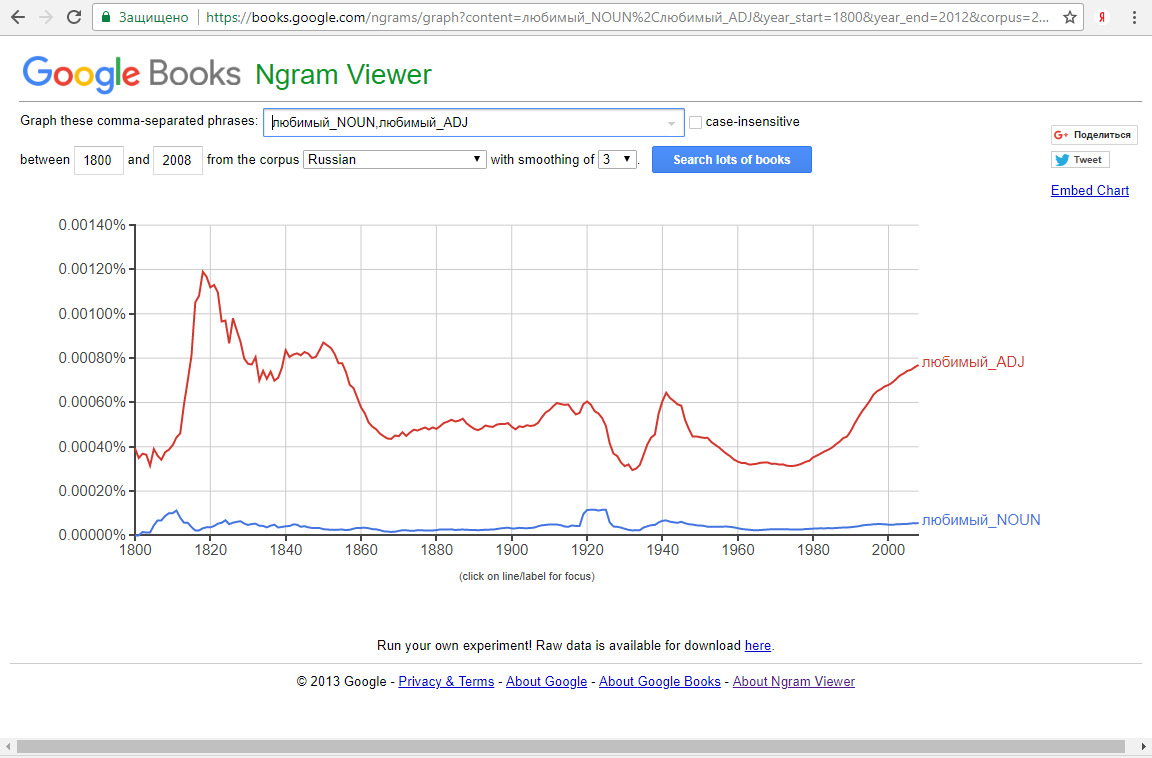 Защищено https://books.google.com/ngrams/graph?content=любимый_NOUN%2Cлюбимый_ADJ&year_start=1800&year_end=2012&corpus=2... Я
Google Books Ngram Viewer
Graph these comma-separated phrases: любимый_NOUN,любимый_ADJ case-insensitive
G+ Поделиться
between 1800 and 2008 from the corpus Russian with smoothing of 3 . Search lots of books
Tweet
Embed Chart
0.00140%
0.00120%
0.00100%
0.00080%
любимый_ADJ
0.00060%
0.00040%
0.00020%
любимый_NOUN
0.00000%
1800 1820 1840 1860 1880 1900 1920 1940 1960 1980 2000
(click on line/label for focus)
Run your own experiment! Raw data is available for download here.
© 2013 Google - Privacy & Terms - About Google - About Google Books - About Ngram Viewer